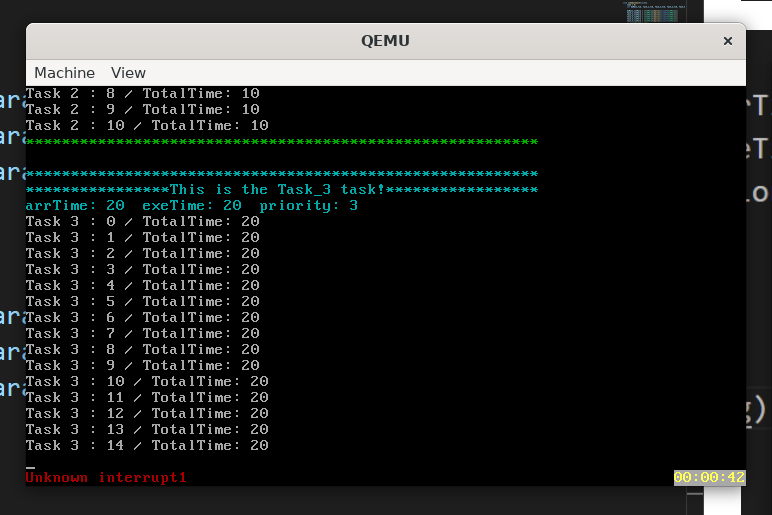 QEMU
Machine View
Task 2 : 8 / TotalTime: 10
Task 2 : 9 / TotalTime: 10
Task 2 : 10 / TotalTime: 10
*********************************************************
*********************************************************
****************This is the Task_3 task!*****************
arrTime: 20 exeTime: 20 priority: 3
Task 3 : 0 / TotalTime: 20
Task 3 : 1 / TotalTime: 20
Task 3 : 2 / TotalTime: 20
Task 3 : 3 / TotalTime: 20
Task 3 : 4 / TotalTime: 20
Task 3 : 5 / TotalTime: 20
Task 3 : 6 / TotalTime: 20
Task 3 : 7 / TotalTime: 20
Task 3 : 8 / TotalTime: 20
Task 3 : 9 / TotalTime: 20
Task 3 : 10 / TotalTime: 20
Task 3 : 11 / TotalTime: 20
Task 3 : 12 / TotalTime: 20
Task 3 : 13 / TotalTime: 20
Task 3 : 14 / TotalTime: 20
Unknown interrupt1 00:00:42